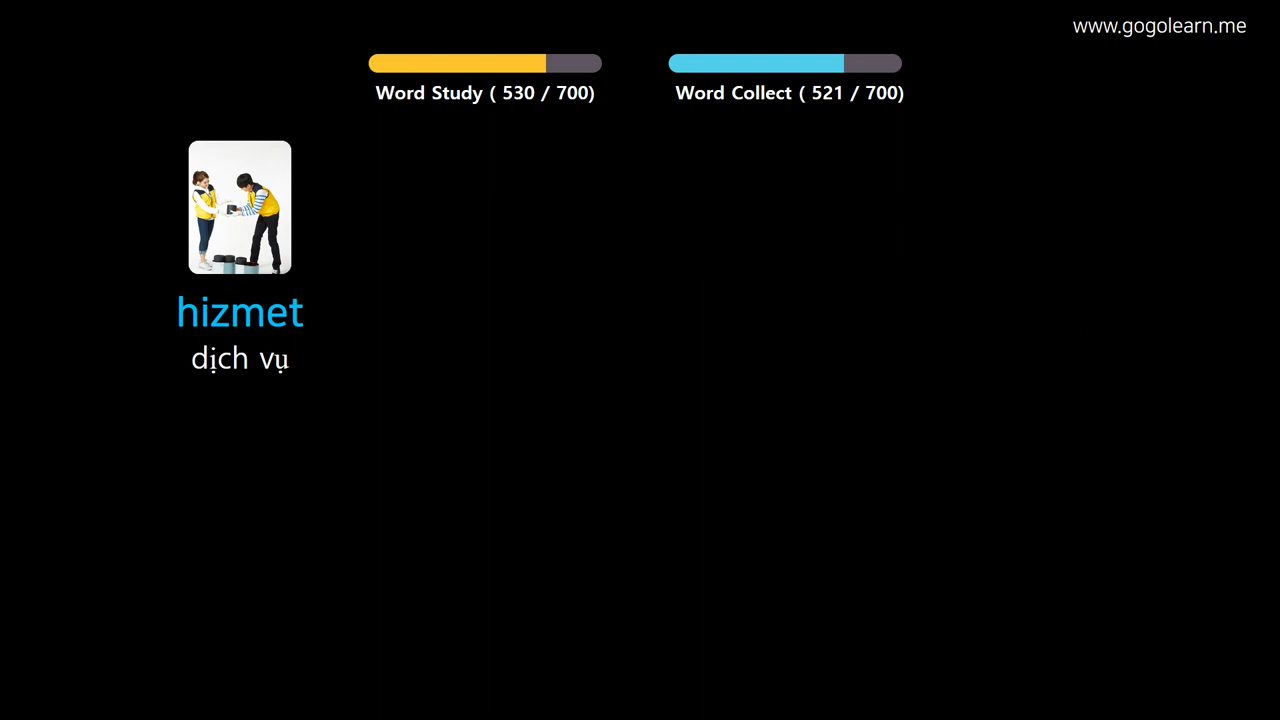 www.gogolearn.me
Word Study ( 530 / 700)
Word Collect ( 521 / 700)
hizmet
dịch vụ